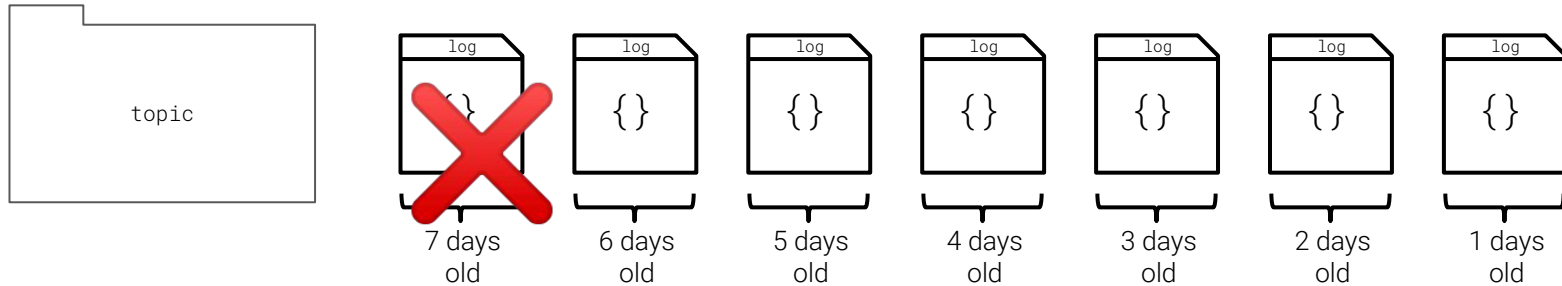 topic
log
log
log
log
log
log
log
{}
{}
{}
{}
{}
{}
{}
7 days
old
6 days
old
5 days
old
4 days
old
3 days
old
2 days
old
1 days
old